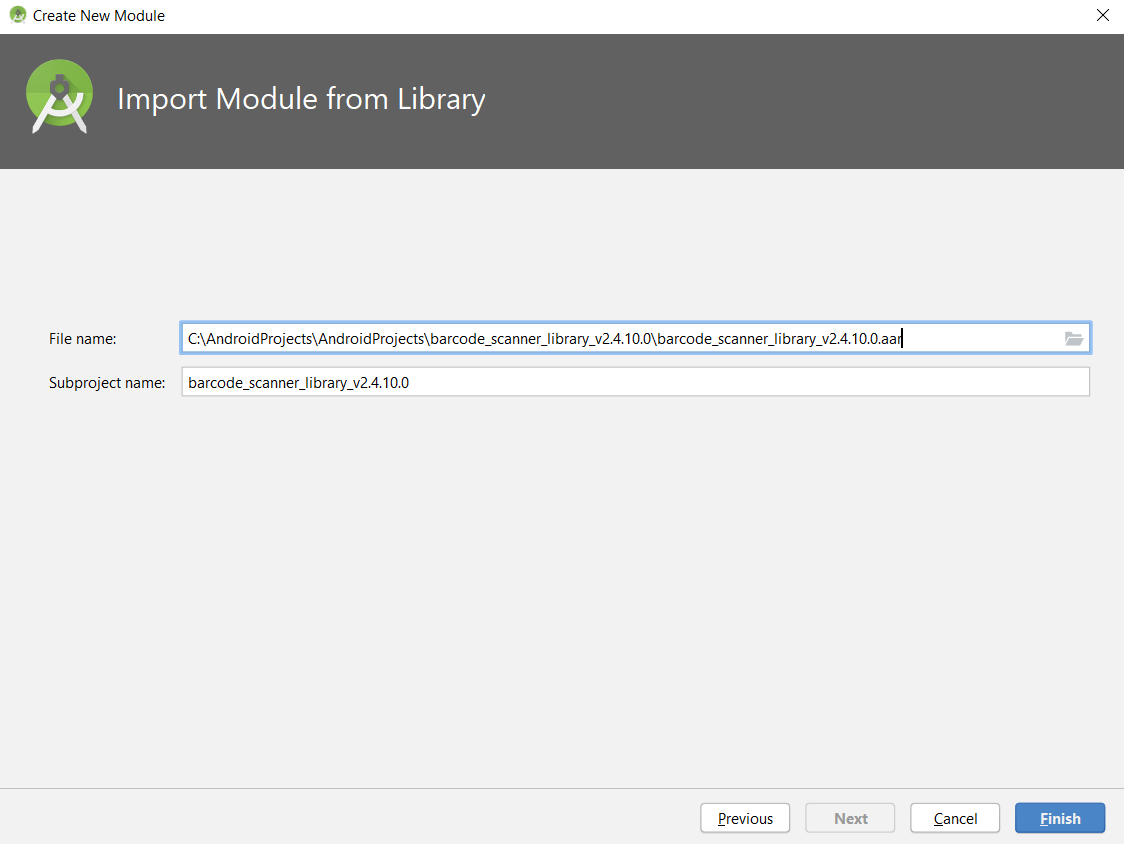 Create New Module
Import Module from Library
File name: C:\AndroidProjects\AndroidProjects\barcode_scanner_library_v2.4.10.0\barcode_scanner_library_v2.4.10.0.aar
Subproject name: barcode_scanner_library_v2.4.10.0
Previous Next Cancel Finish